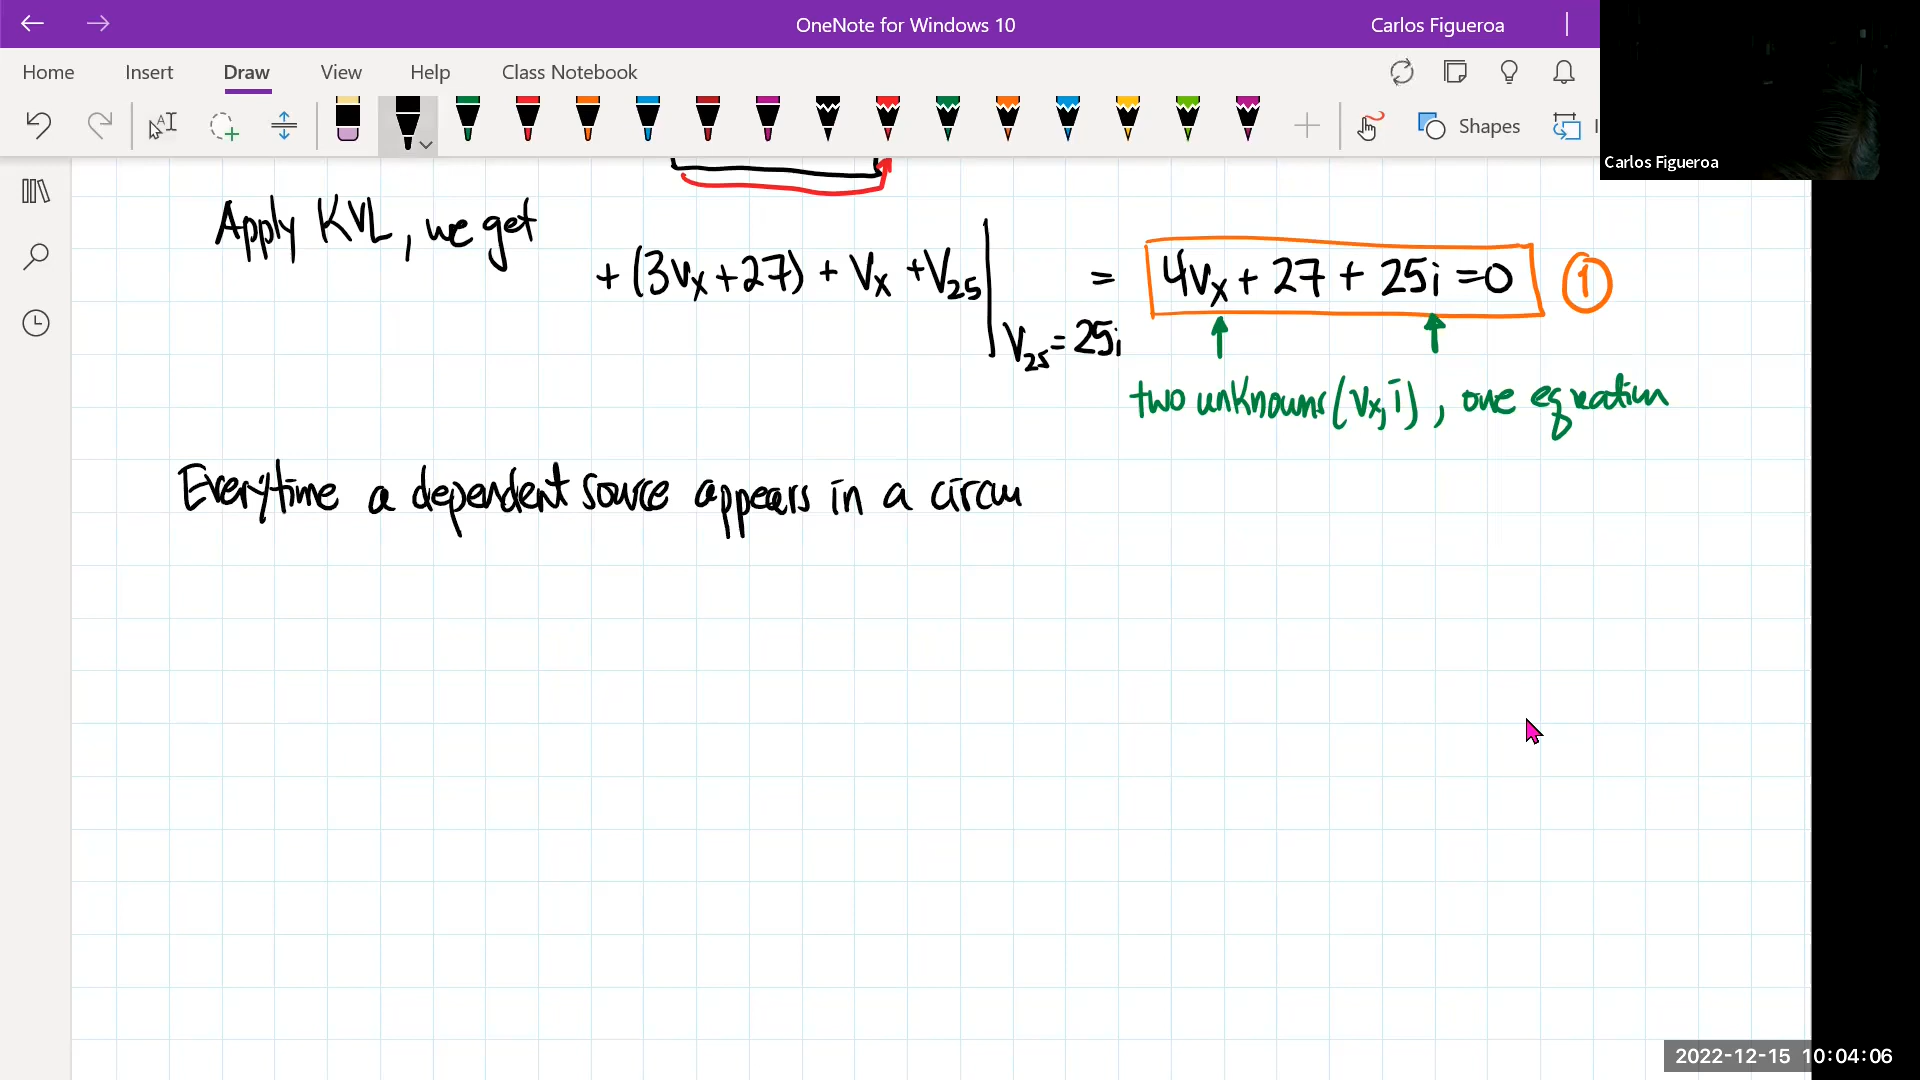 OneNote for Windows 10
Carlos Figueroa
Home Insert Draw View Help Class Notebook
Shapes
Carlos Figueroa
Apply KVL, we get
+ (3Vx + 27) + Vx + V25 | V25 = 25i = 4Vx + 27 + 25i = 0 ①
two unknowns (Vx, i), one equation
Everytime a dependent source appears in a circu
2022-12-15 10:04:06